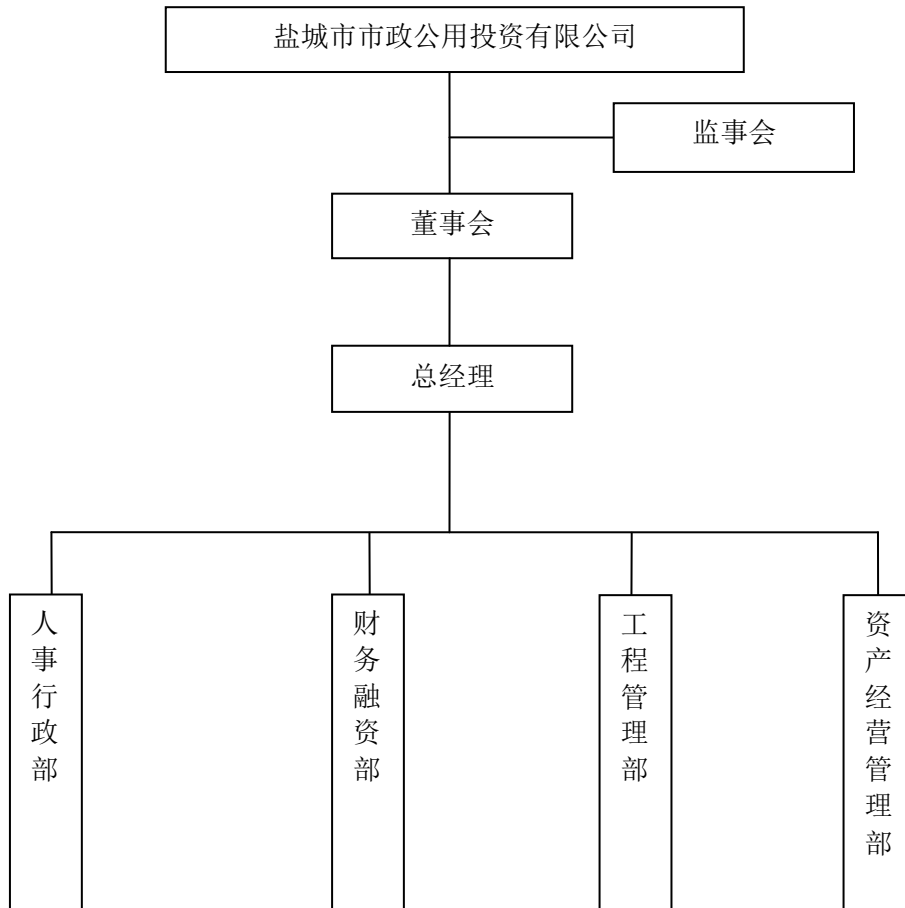 盐城市市政公用投资有限公司
监事会
董事会
总经理
人事行政部
财务融资部
工程管理部
资产经营管理部